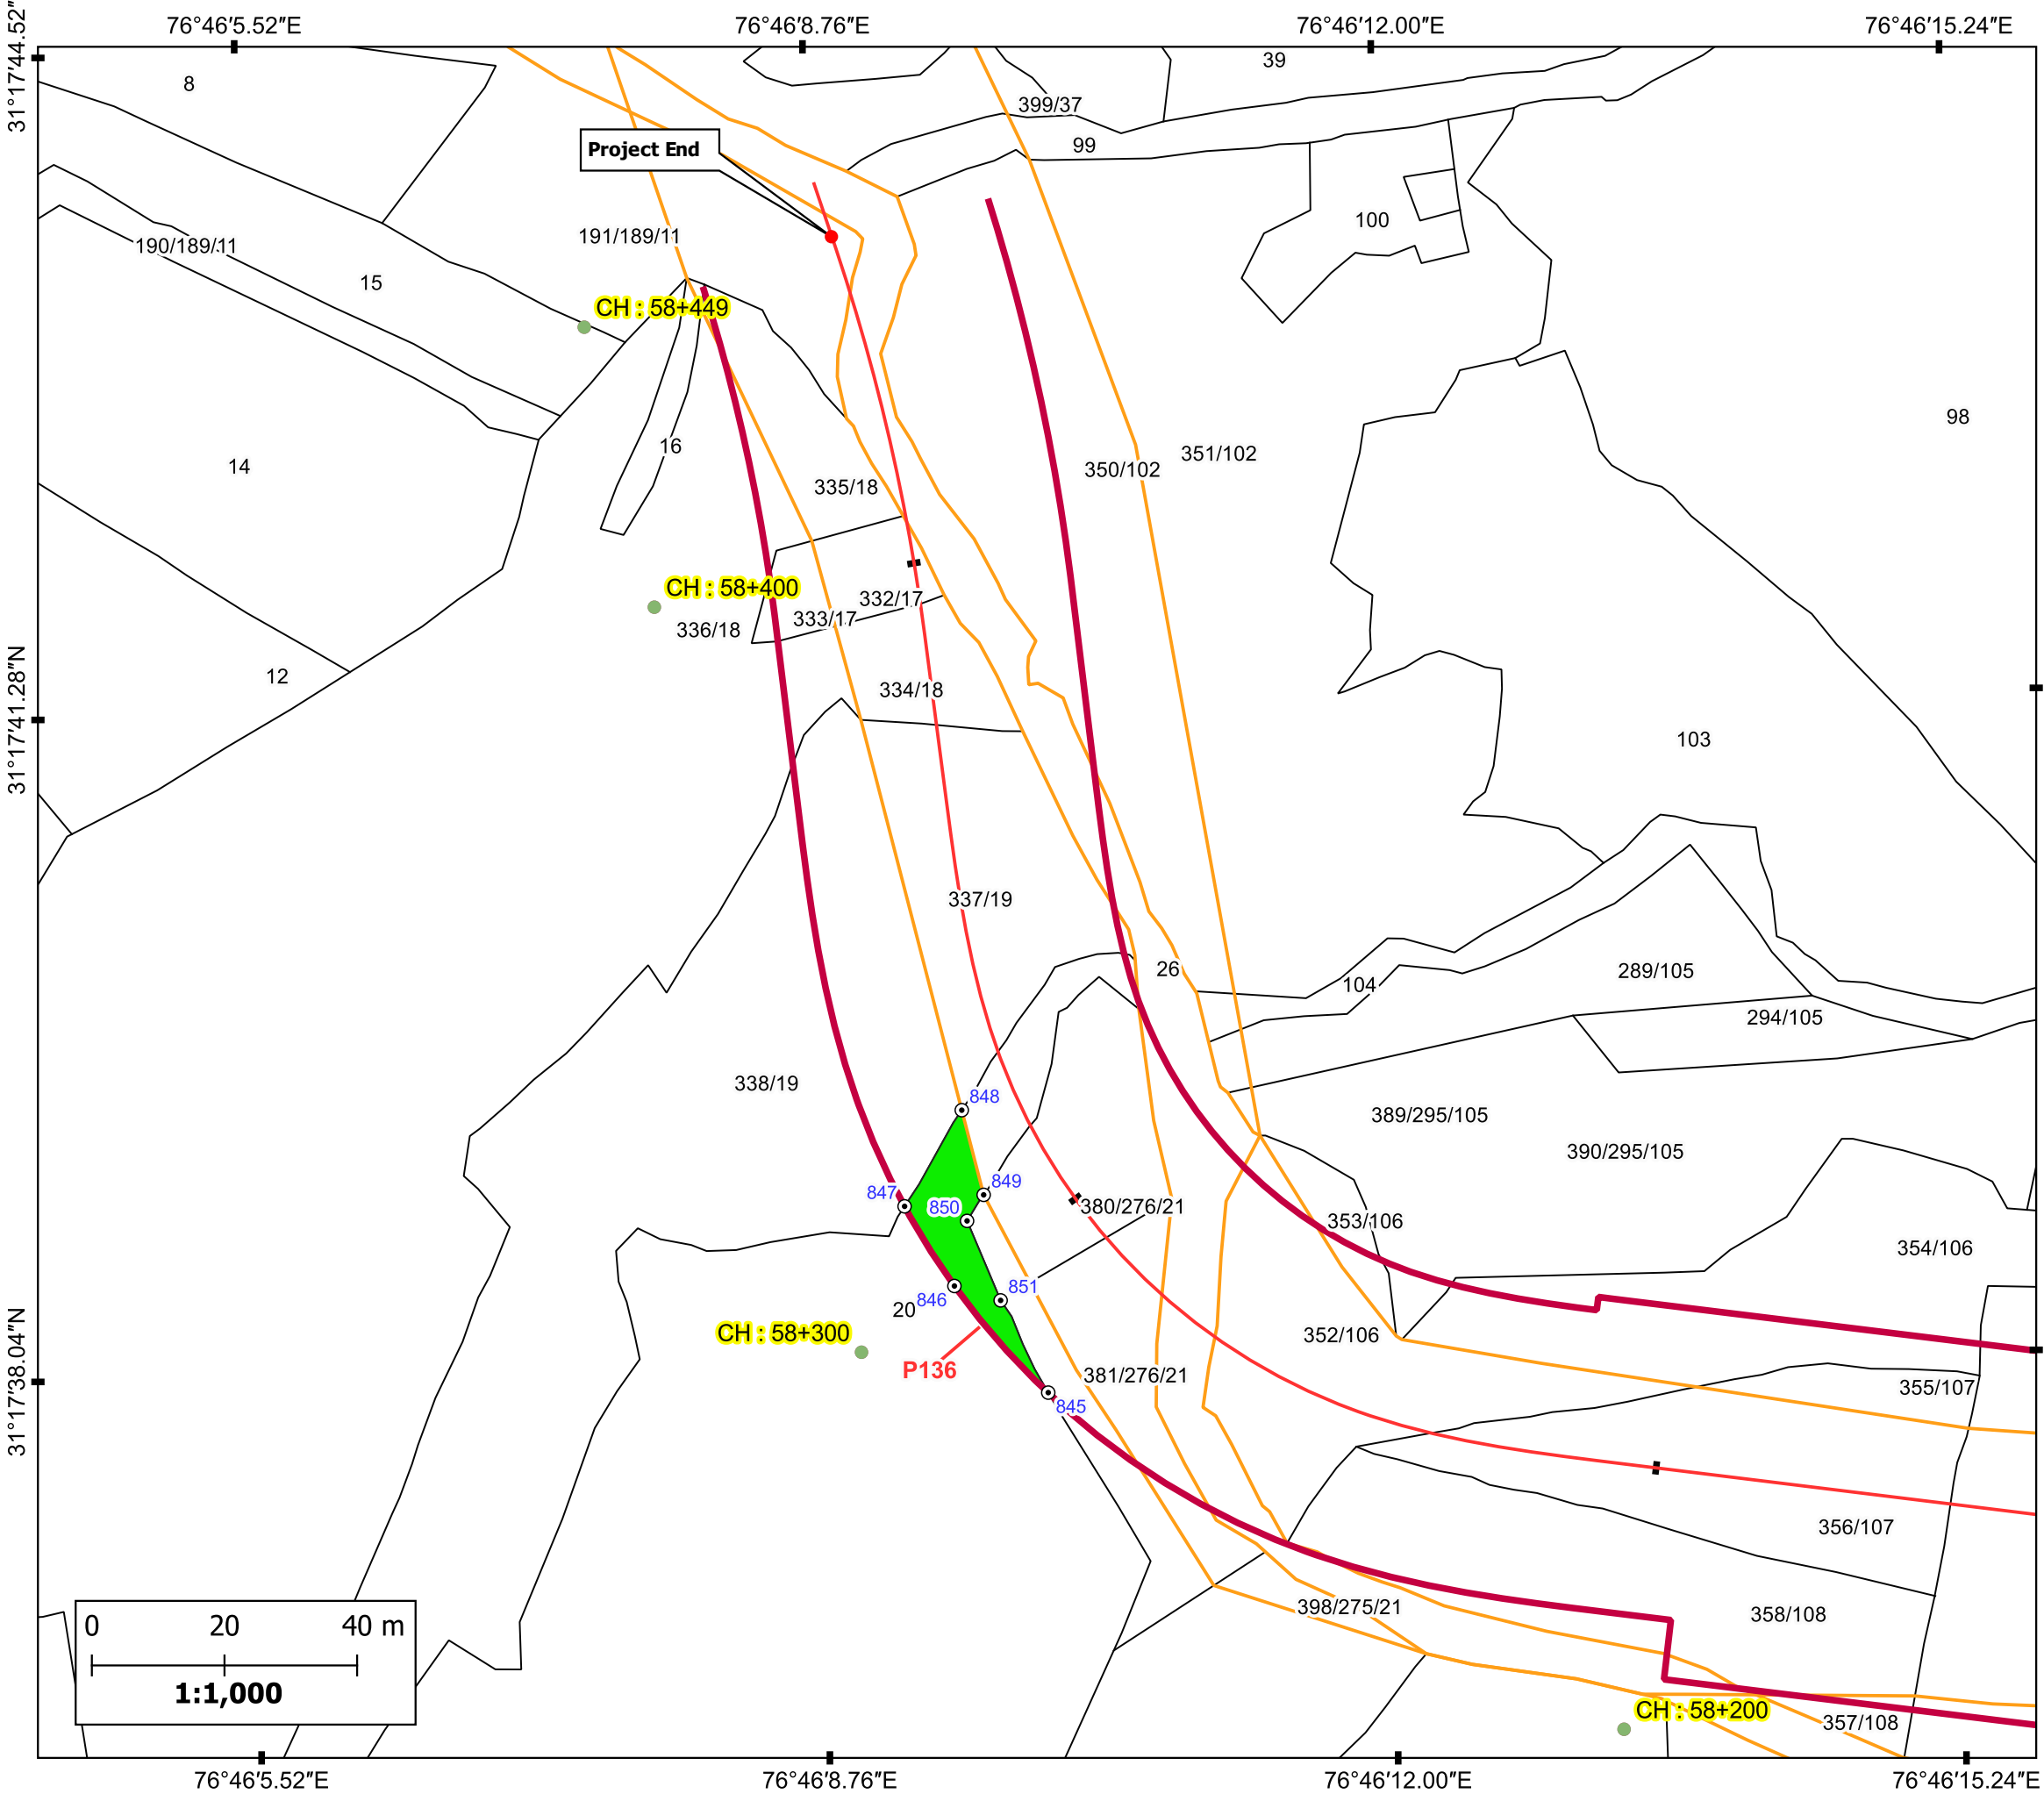 76°46′5.52″E
76°46′8.76″E
76°46′12.00″E
76°46′15.24″E
31°17′44.52″
8
39
399/37
99
Project End
100
190/189/11
191/189/11
15
CH : 58+449
98
16
351/102
14
350/102
335/18
CH : 58+400
332/17
333/17
336/18
31°17′41.28″N
12
334/18
103
337/19
26
289/105
104
294/105
338/19
848
389/295/105
390/295/105
849
847
850
380/276/21
353/106
354/106
851
846
20
CH : 58+300
352/106
P136
381/276/21
31°17′38.04″N
355/107
845
356/107
398/275/21
358/108
0 20 40 m
1:1,000
CH : 58+200
357/108
76°46′5.52″E
76°46′8.76″E
76°46′12.00″E
76°46′15.24″E